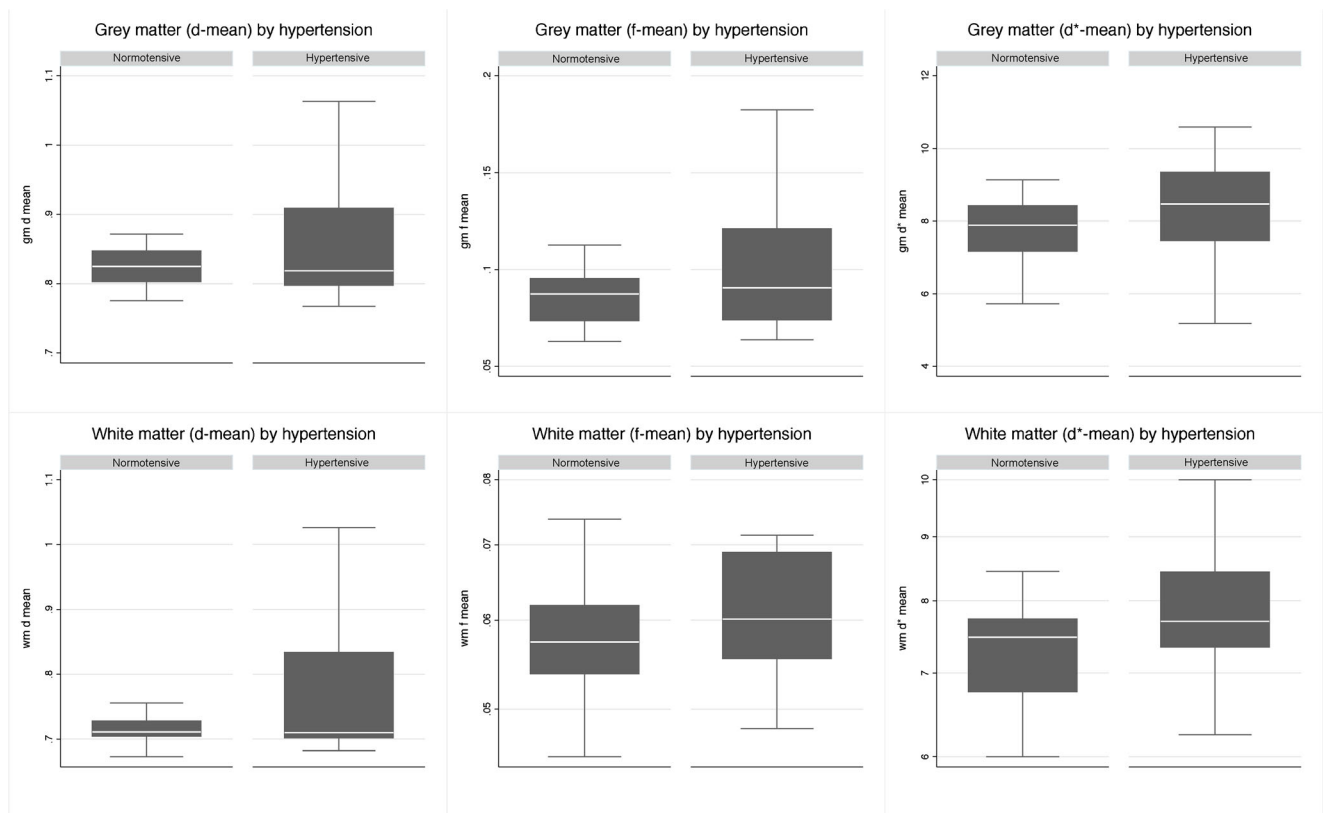 Grey matter (d-mean) by hypertension
Normotensive
Hypertensive
gm d mean
1.1
1
.9
.8
.7
Grey matter (f-mean) by hypertension
Normotensive
Hypertensive
gm f mean
.2
.15
.1
.05
Grey matter (d*-mean) by hypertension
Normotensive
Hypertensive
gm d* mean
12
10
8
6
4
White matter (d-mean) by hypertension
Normotensive
Hypertensive
wm d mean
1.1
1
.9
.8
.7
White matter (f-mean) by hypertension
Normotensive
Hypertensive
wm f mean
.08
.07
.06
.05
White matter (d*-mean) by hypertension
Normotensive
Hypertensive
wm d* mean
10
9
8
7
6